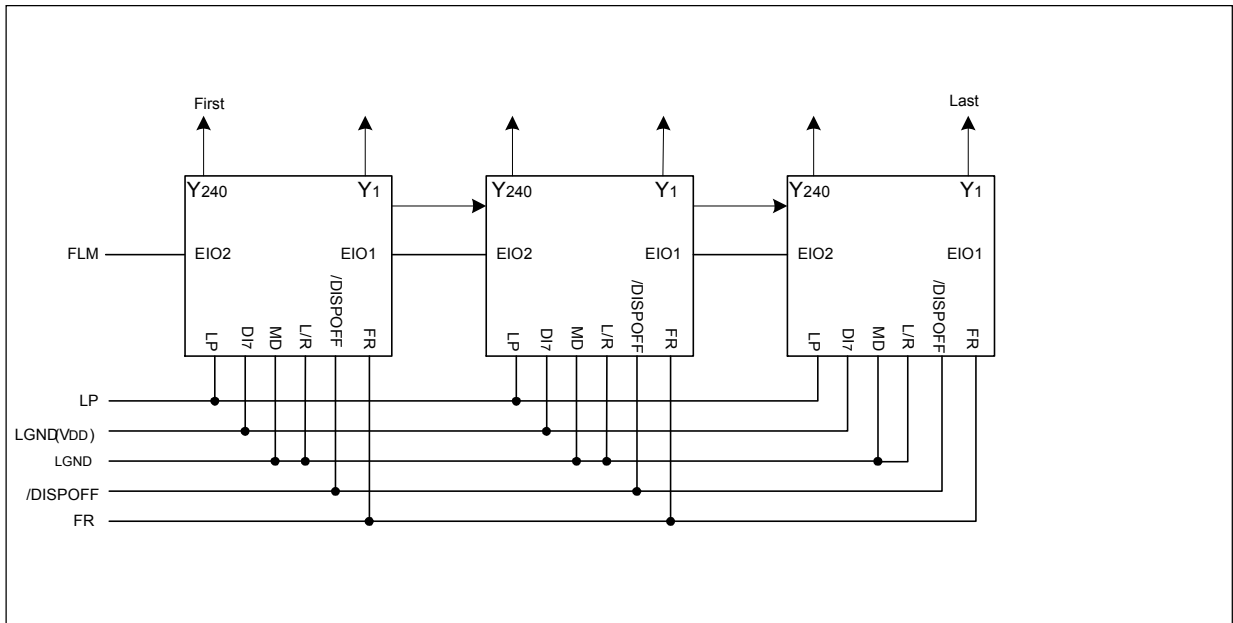 First
Last
Y240 Y1
Y240 Y1
Y240 Y1
FLM
EIO2 EIO1
EIO2 EIO1
EIO2 EIO1
LP DI7 MD L/R /DISPOFF FR
LP DI7 MD L/R /DISPOFF FR
LP DI7 MD L/R /DISPOFF FR
LP
LGND(VDD)
LGND
/DISPOFF
FR